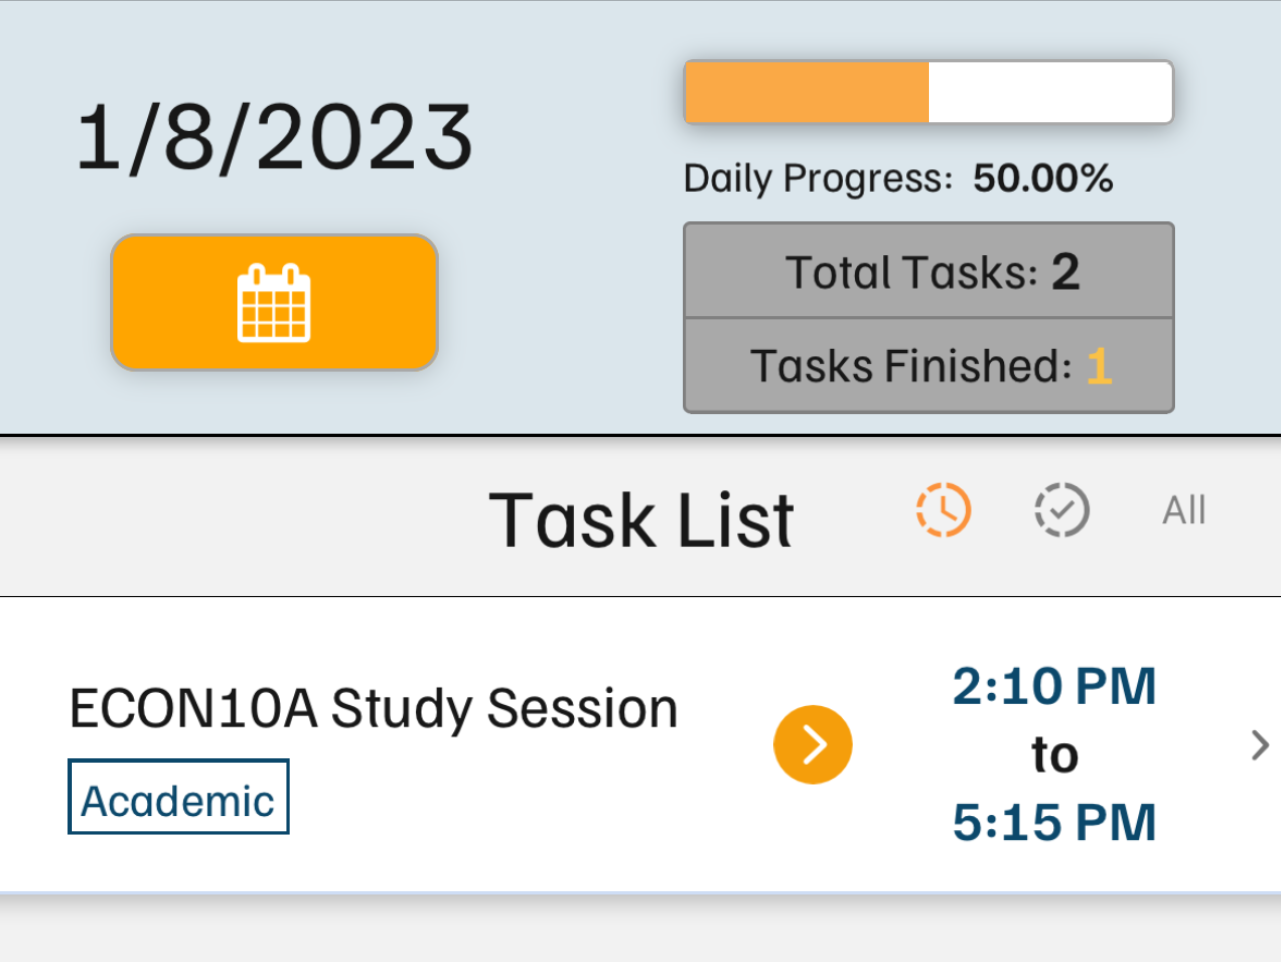 1/8/2023
Daily Progress: 50.00%
Total Tasks: 2
Tasks Finished: 1
Task List
All
ECON10A Study Session
Academic
2:10 PM
to
5:15 PM